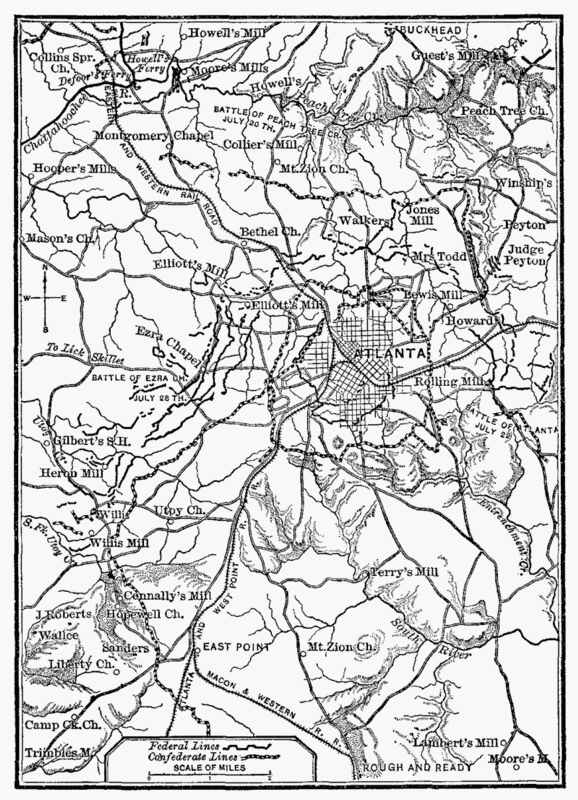 Howell's Mill
BUCKHEAD
Collins Spr.
Ch.
Howell's
Ferry
Guest's Mill
Fk.
Defoor's Ferry
Moore's Mills
R.
Howell's
Peach
Cr.
Peach Tree Ch.
Chattahoochee
BATTLE OF PEACH TREE CR.
JULY 20 TH.
EASTERN
AND WESTERN RAIL ROAD
Montgomery Chapel
Collier's Mill
Hooper's Mills
Mt.Zion Ch.
Winship's
Walkers
Jones
Mill
Peyton
Mason's Ch.
Bethel Ch.
Judge
Peyton
Mrs Todd
Elliott's Mill
N
W
E
S
Elliott's Mill
Lewis Mill
Howard
Ezra Chapel
To Lick Skillet
ATLANTA
BATTLE OF EZRA CH.
JULY 28 TH.
Rolling Mill
BATTLE OF ATLANTA
JULY 22
Utoy Cr.
Gilbert's S.H.
Heron Mill
Willis
Utoy Ch.
Entrenchment Cr.
S. Fk. Utoy C.
Willis Mill
R. R.
Terry's Mill
Connally's Mill
J. Roberts
Hopewell Ch.
Wallce
ATLANTA AND WEST POINT
South River
Sanders
EAST POINT
Mt.Zion Ch.
Liberty Ch.
MACON & WESTERN R. R.
Camp Ck.Ch.
Trimbles M.
Federal Lines
Confederate Lines
SCALE OF MILES
Lambert's Mill
ROUGH AND READY
Moore's M.